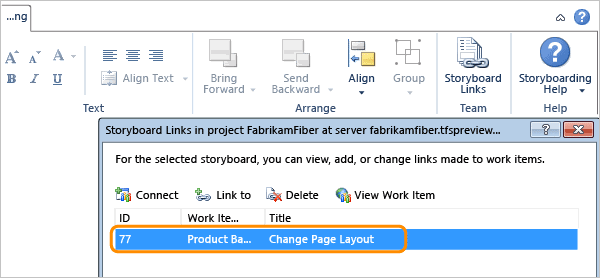 ...ng
?
A A A
Align Text
Bring Forward
Send Backward
Align
Group
Storyboard Links
Storyboarding Help
Text
Arrange
Team
Help
Storyboard Links in project FabrikamFiber at server fabrikamfiber.tfspreview...
?
For the selected storyboard, you can view, add, or change links made to work items.
Connect Link to Delete View Work Item
ID Work Ite... Title
77 Product Ba... Change Page Layout